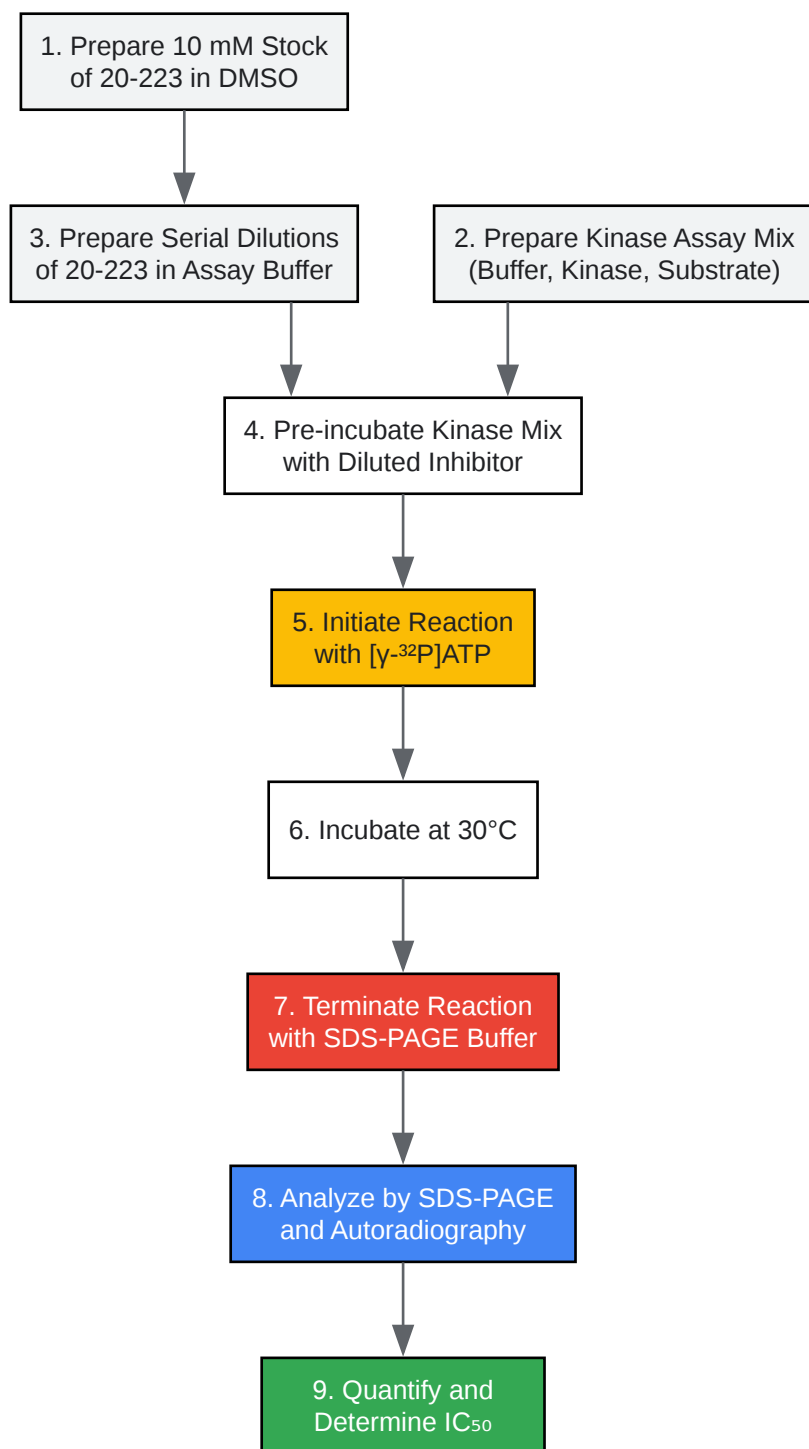 1. Prepare 10 mM Stock
of 20-223 in DMSO
3. Prepare Serial Dilutions
of 20-223 in Assay Buffer
2. Prepare Kinase Assay Mix
(Buffer, Kinase, Substrate)
4. Pre-incubate Kinase Mix
with Diluted Inhibitor
5. Initiate Reaction
with [γ-³²P]ATP
6. Incubate at 30°C
7. Terminate Reaction
with SDS-PAGE Buffer
8. Analyze by SDS-PAGE
and Autoradiography
9. Quantify and
Determine IC₅₀